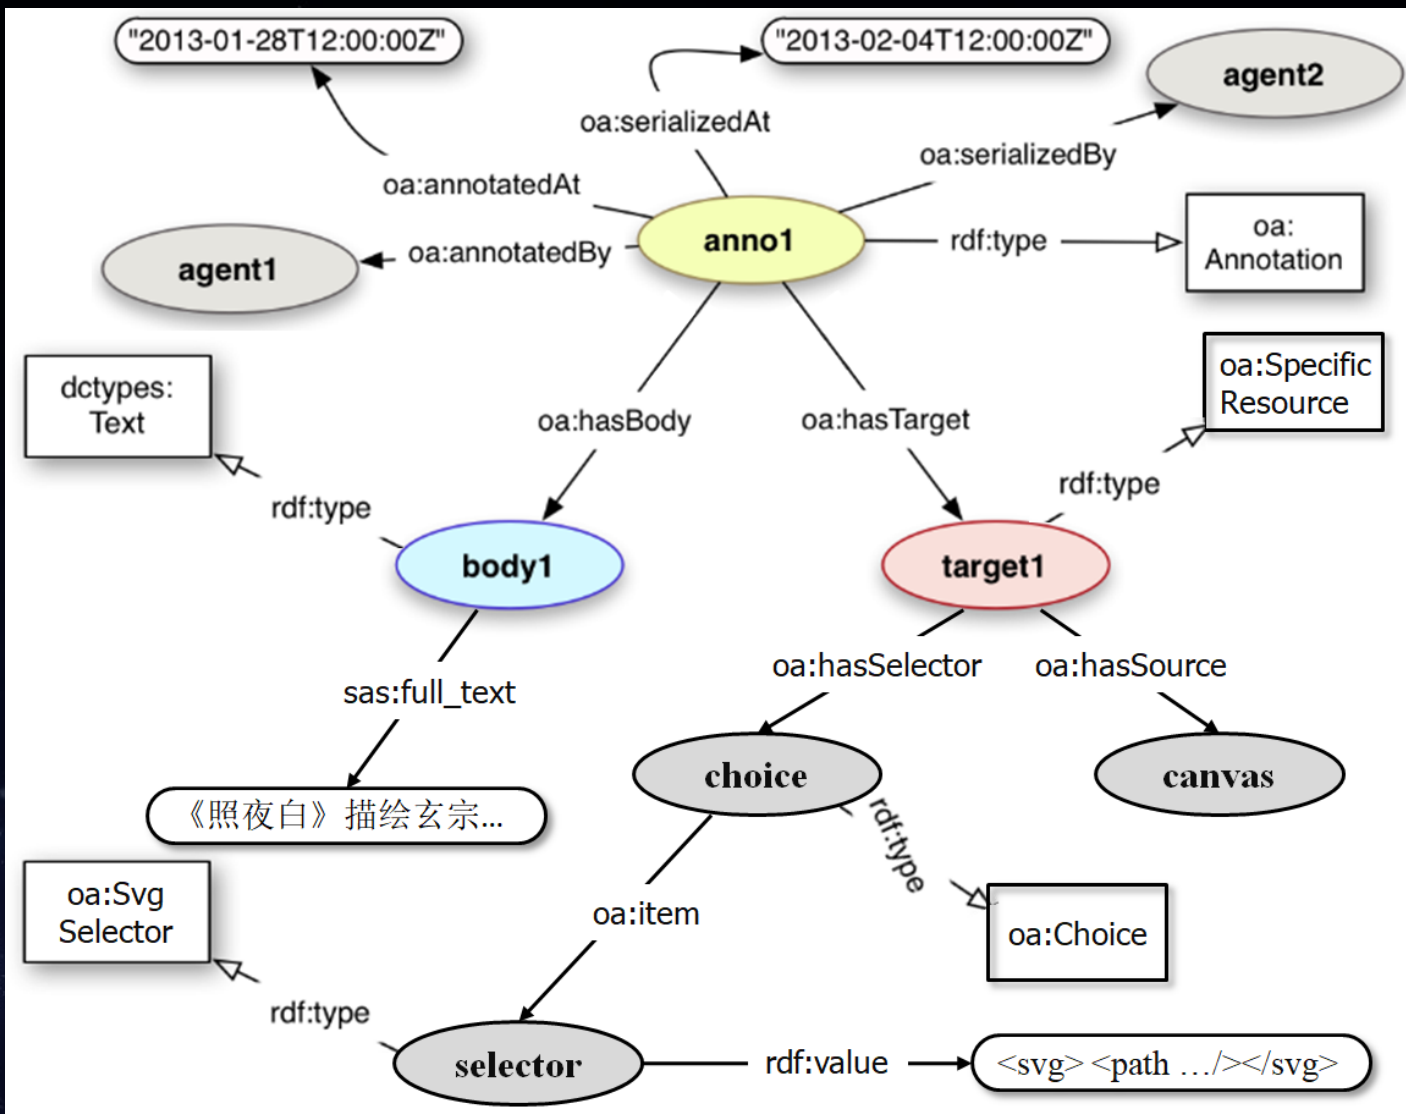 "2013-01-28T12:00:00Z"
"2013-02-04T12:00:00Z"
agent2
oa:serializedAt
oa:serializedBy
oa:annotatedAt
anno1
rdf:type
oa:
Annotation
oa:annotatedBy
agent1
dctypes:
Text
oa:Specific
Resource
oa:hasBody
oa:hasTarget
rdf:type
rdf:type
body1
target1
oa:hasSelector
oa:hasSource
sas:full_text
choice
canvas
《照夜白》描绘玄宗...
rdf:type
oa:Svg
Selector
oa:item
oa:Choice
rdf:type
selector
rdf:value
<svg> <path .../></svg>